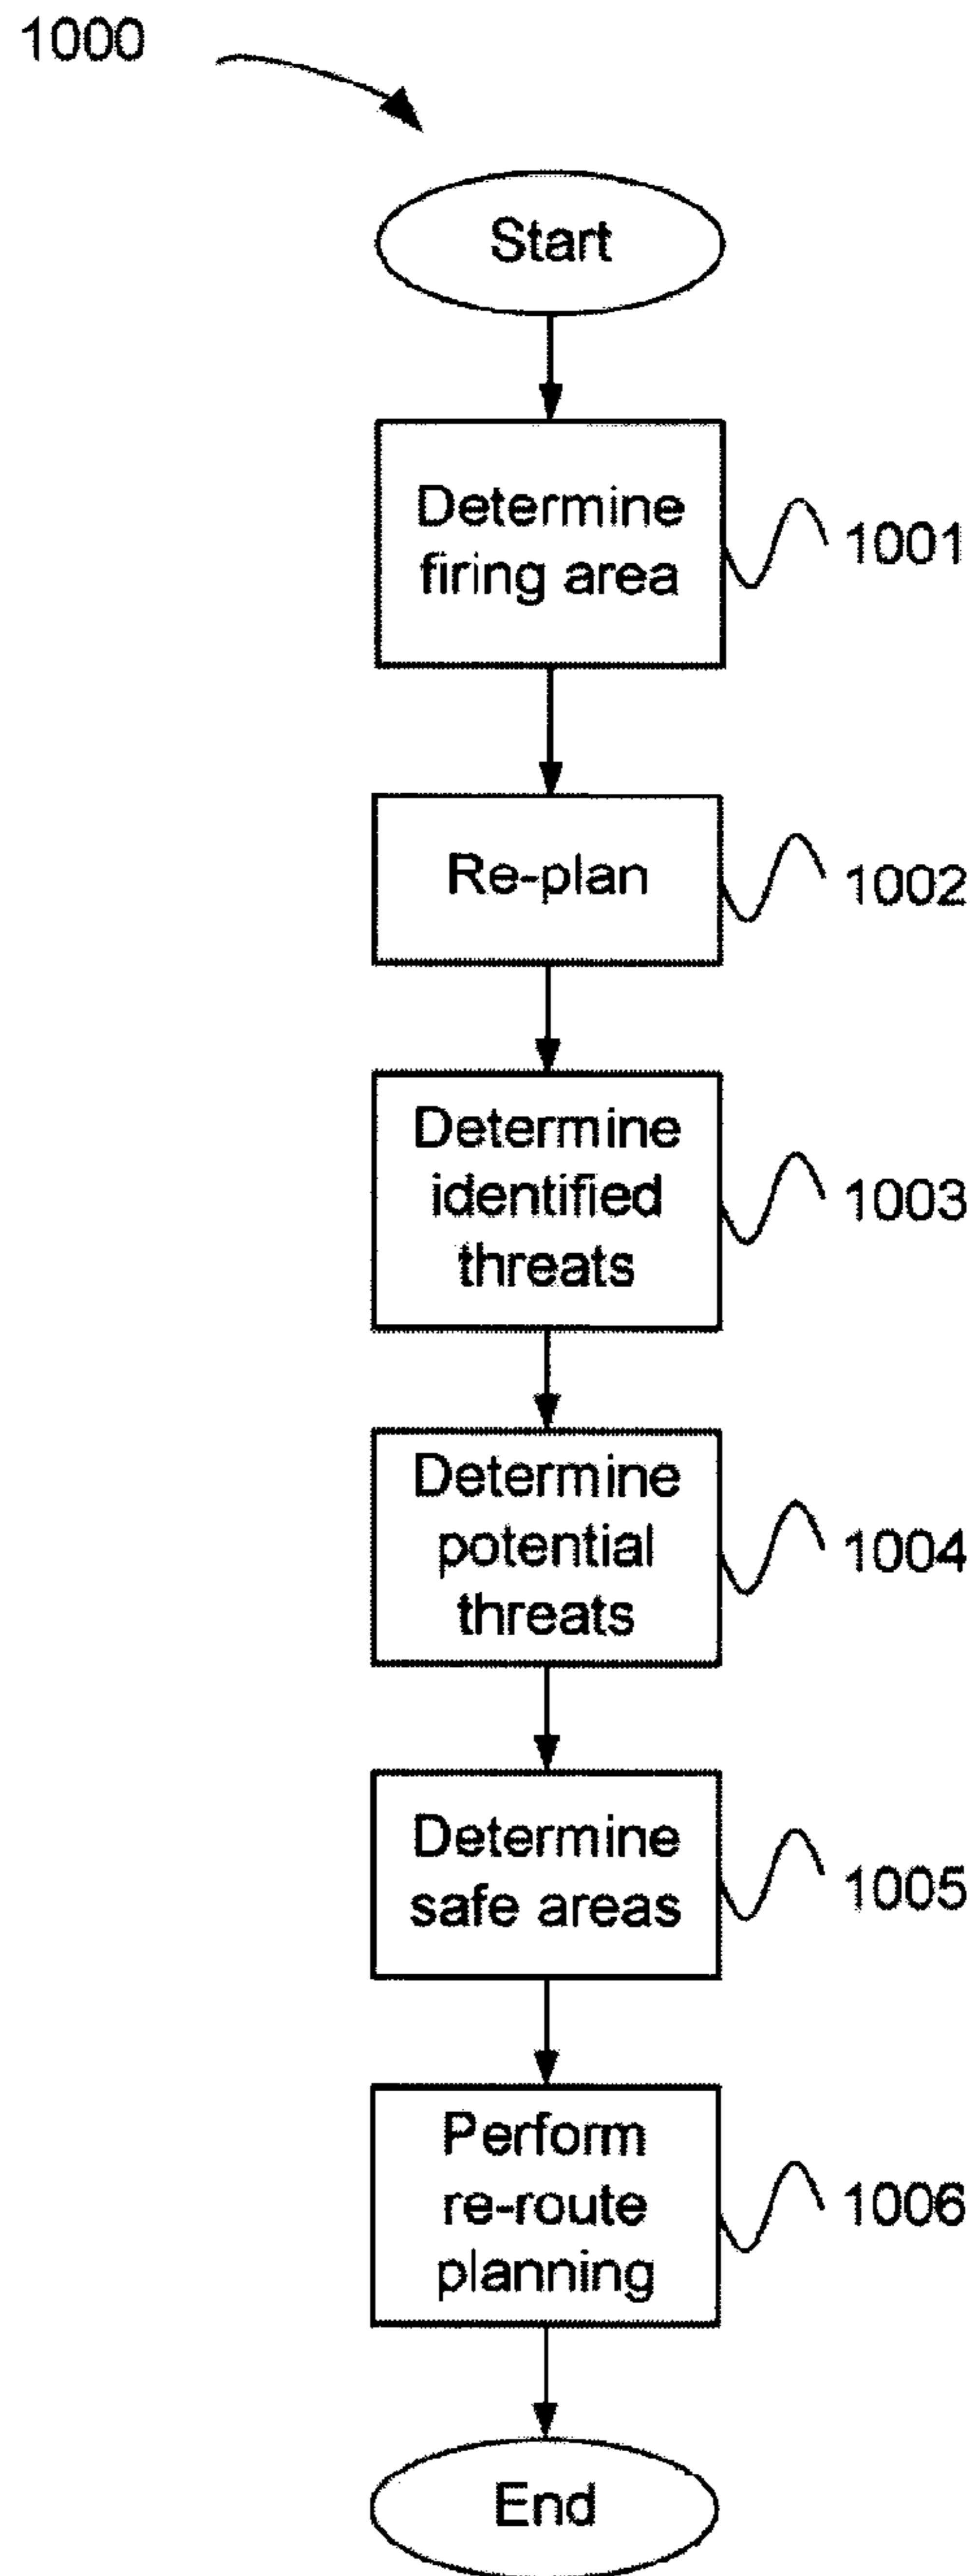 1000
Start
Determine
firing area
1001
Re-plan
1002
Determine
identified
threats
1003
Determine
potential
threats
1004
Determine
safe areas
1005
Perform
re-route
planning
1006
End